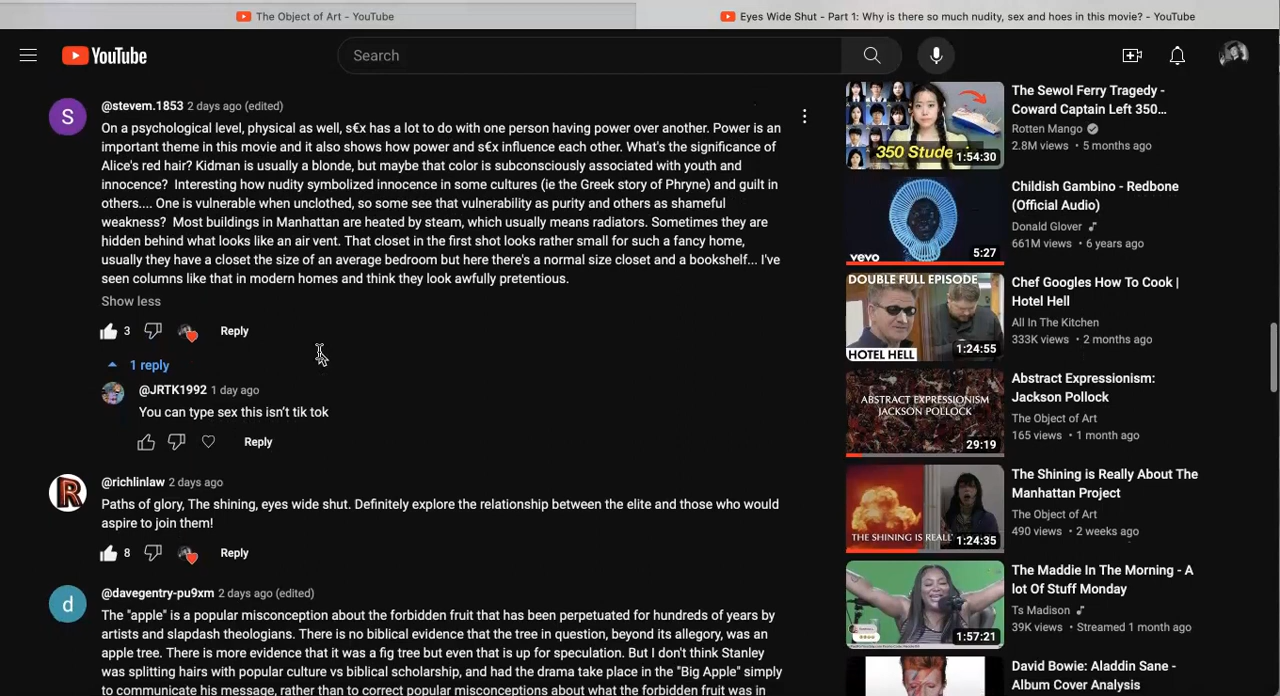 The Object of Art - YouTube
Eyes Wide Shut - Part 1: Why is there so much nudity, sex and hoes in this movie? - YouTube
YouTube
Search
@stevem.1853 2 days ago (edited)
S
On a psychological level, physical as well, s€x has a lot to do with one person having power over another. Power is an
important theme in this movie and it also shows how power and s€x influence each other. What's the significance of
Alice's red hair? Kidman is usually a blonde, but maybe that color is subconsciously associated with youth and
innocence? Interesting how nudity symbolized innocence in some cultures (ie the Greek story of Phryne) and guilt in
others.... One is vulnerable when unclothed, so some see that vulnerability as purity and others as shameful
weakness? Most buildings in Manhattan are heated by steam, which usually means radiators. Sometimes they are
hidden behind what looks like an air vent. That closet in the first shot looks rather small for such a fancy home,
usually they have a closet the size of an average bedroom but here there's a normal size closet and a bookshelf... I've
seen columns like that in modern homes and think they look awfully pretentious.
Show less
3
Reply
1 reply
@JRTK1992 1 day ago
You can type sex this isn't tik tok
Reply
@richlinlaw 2 days ago
R
Paths of glory, The shining, eyes wide shut. Definitely explore the relationship between the elite and those who would
aspire to join them!
8
Reply
@davegentry-pu9xm 2 days ago (edited)
d
The "apple" is a popular misconception about the forbidden fruit that has been perpetuated for hundreds of years by
artists and slapdash theologians. There is no biblical evidence that the tree in question, beyond its allegory, was an
apple tree. There is more evidence that it was a fig tree but even that is up for speculation. But I don't think Stanley
was splitting hairs with popular culture vs biblical scholarship, and had the drama take place in the "Big Apple" simply
to communicate his message, rather than to correct popular misconceptions about what the forbidden fruit was in
350 Stude
1:54:30
The Sewol Ferry Tragedy -
Coward Captain Left 350...
Rotten Mango
2.8M views • 5 months ago
vevo
5:27
Childish Gambino - Redbone
(Official Audio)
Donald Glover
661M views • 6 years ago
DOUBLE FULL EPISODE
HOTEL HELL
1:24:55
Chef Googles How To Cook |
Hotel Hell
All In The Kitchen
333K views • 2 months ago
ABSTRACT EXPRESSIONISM
JACKSON POLLOCK
29:19
Abstract Expressionism:
Jackson Pollock
The Object of Art
165 views • 1 month ago
THE SHINING IS REALL
1:24:35
The Shining is Really About The
Manhattan Project
The Object of Art
490 views • 2 weeks ago
1:57:21
The Maddie In The Morning - A
lot Of Stuff Monday
Ts Madison
39K views • Streamed 1 month ago
David Bowie: Aladdin Sane -
Album Cover Analysis